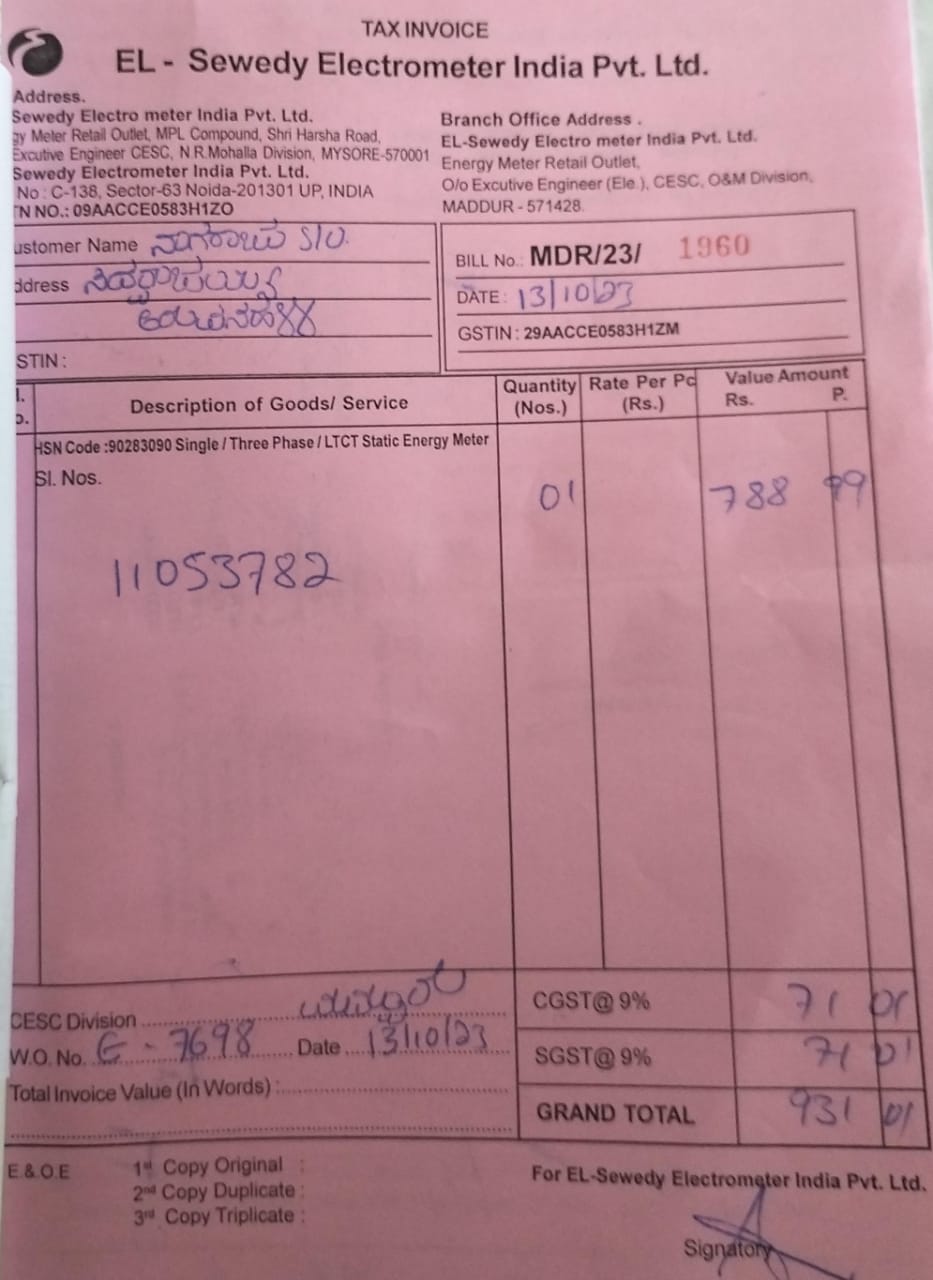 TAX INVOICE
EL - Sewedy Electrometer India Pvt. Ltd.
Address.
Sewedy Electro meter India Pvt. Ltd.
gy Meter Retail Outlet, MPL Compound, Shri Harsha Road,
Excutive Engineer CESC, N.R.Mohalla Division, MYSORE-570001
Sewedy Electrometer India Pvt. Ltd.
No : C-138, Sector-63 Noida-201301 UP, INDIA
TN NO.: 09AACCE0583H1ZO
Branch Office Address .
EL-Sewedy Electro meter India Pvt. Ltd.
Energy Meter Retail Outlet,
O/o Excutive Engineer (Ele.), CESC, O&M Division,
MADDUR - 571428.
ustomer Name ನಾಗರಾಜು S/O.
ddress
STIN :
BILL No.: MDR/23/ 1960
DATE : 13/10/23
GSTIN : 29AACCE0583H1ZM
l. Description of Goods/ Service Quantity (Nos.) Rate Per Pc (Rs.) Value Amount Rs. P.
o.
HSN Code :90283090 Single / Three Phase / LTCT Static Energy Meter
Sl. Nos.
01 788 99
11053782
CESC Division
W.O. No. E - 7698 Date 13/10/23
Total Invoice Value (In Words) :
CGST@ 9% 71 01
SGST@ 9% 71 01
GRAND TOTAL 931 01
E.& O.E
1st Copy Original :
2nd Copy Duplicate :
3rd Copy Triplicate :
For EL-Sewedy Electrometer India Pvt. Ltd.
Signatory